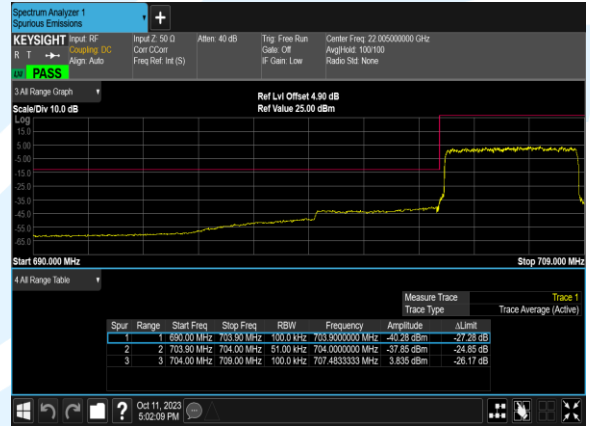 Spectrum Analyzer 1
Spurious Emissions
+
KEYSIGHT Input: RF Input Z: 50 Ω Atten: 40 dB Trig: Free Run Center Freq: 22.005000000 GHz
R T Coupling: DC Corr CCorr Gate: Off Avg|Hold: 100/100
Align: Auto Freq Ref: Int (S) IF Gain: Low Radio Std: None
PASS
3 All Range Graph
Ref Lvl Offset 4.90 dB
Scale/Div 10.0 dB Ref Value 25.00 dBm
Log
15.0
5.00
-5.00
-15.0
-25.0
-35.0
-45.0
-55.0
-65.0
Start 690.000 MHz Stop 709.000 MHz
4 All Range Table
Measure Trace Trace 1
Trace Type Trace Average (Active)
Spur Range Start Freq Stop Freq RBW Frequency Amplitude ΔLimit
1 1 690.00 MHz 703.90 MHz 100.0 kHz 703.9000000 MHz -40.28 dBm -27.28 dB
2 2 703.90 MHz 704.00 MHz 51.00 kHz 704.0000000 MHz -37.85 dBm -24.85 dB
3 3 704.00 MHz 709.00 MHz 100.0 kHz 707.4833333 MHz 3.835 dBm -26.17 dB
?
Oct 11, 2023
5:02:09 PM